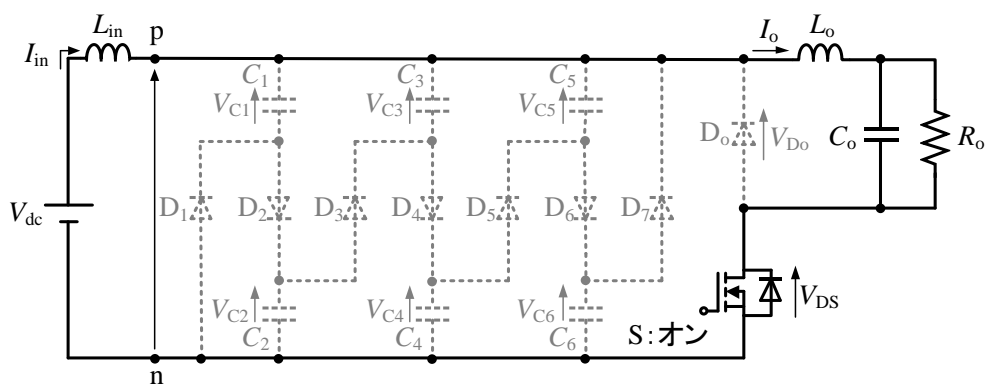 Lin
p
Iin
Io
Lo
C1
C3
C5
VC1
VC3
VC5
Do
VDo
Co
Ro
Vdc
D1
D2
D3
D4
D5
D6
D7
VC2
VC4
VC6
C2
C4
C6
S:オン
VDS
n